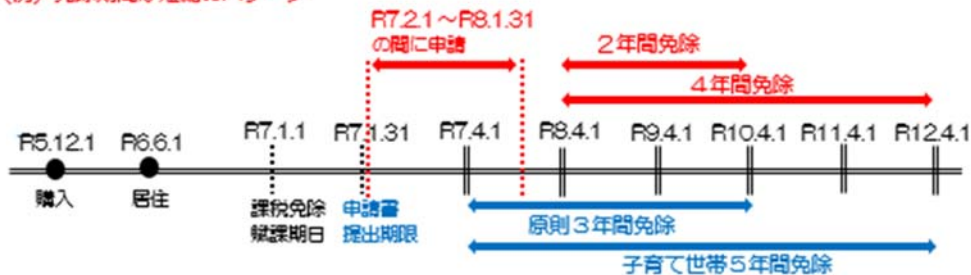 R7.2.1～R8.1.31
の間に申請
2年間免除
4年間免除
R5.12.1
R6.6.1
R7.1.1
R7.1.31
R7.4.1
R8.4.1
R9.4.1
R10.4.1
R11.4.1
R12.4.1
購入
居住
課税免除
賦課期日
申請書
提出期限
原則3年間免除
子育て世帯5年間免除